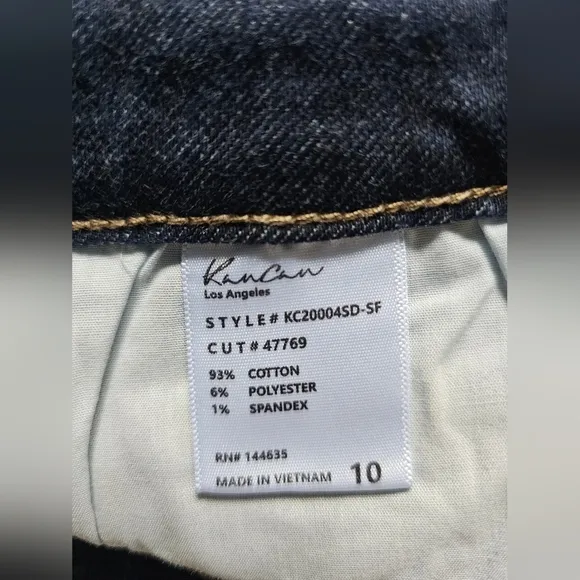 KanCan
Los Angeles
STYLE# KC20004SD-SF
CUT# 47769
93% COTTON
6% POLYESTER
1% SPANDEX
RN# 144635
MADE IN VIETNAM 10